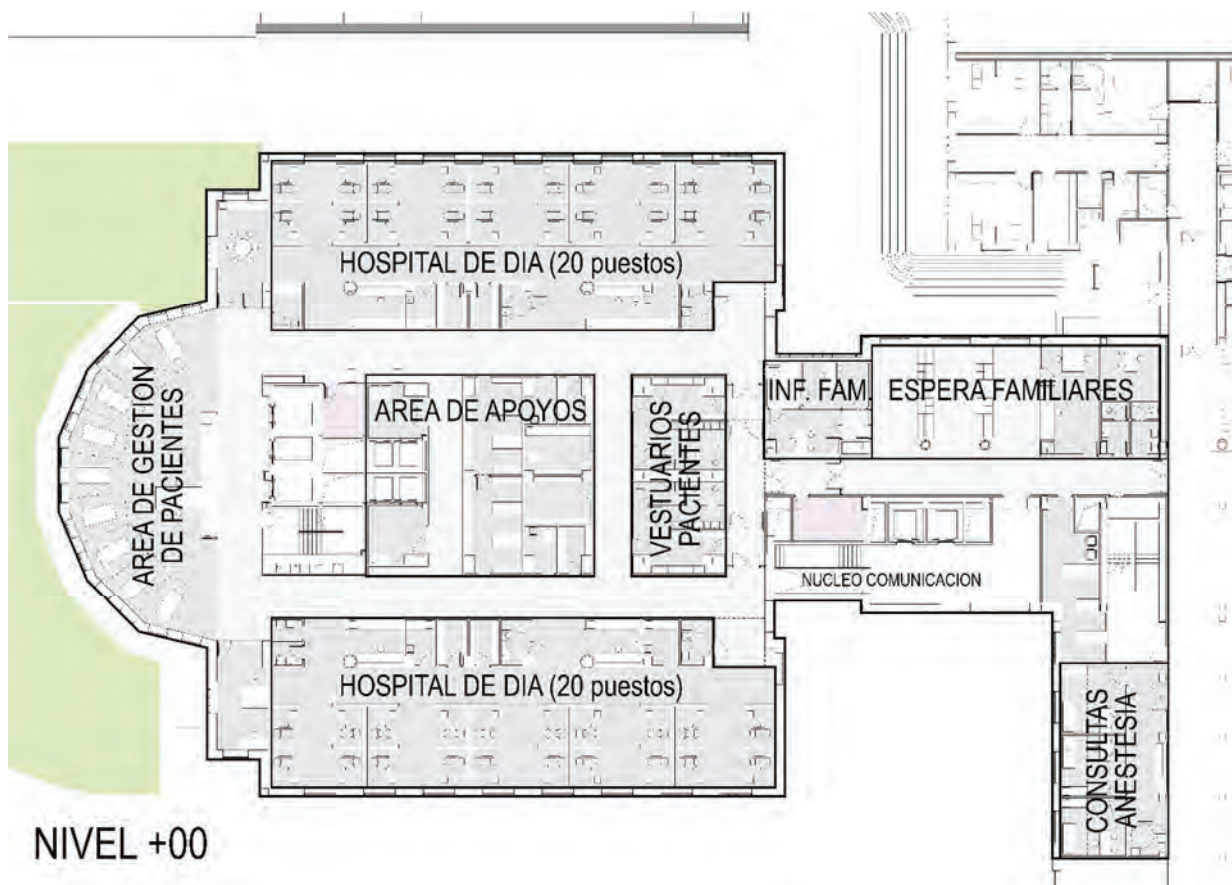 HOSPITAL DE DIA (20 puestos)
AREA DE GESTION
DE PACIENTES
AREA DE APOYOS
VESTUARIOS
PACIENTES
INF. FAM.
ESPERA FAMILIARES
NUCLEO COMUNICACION
HOSPITAL DE DIA (20 puestos)
CONSULTAS
ANESTESIA
NIVEL +00